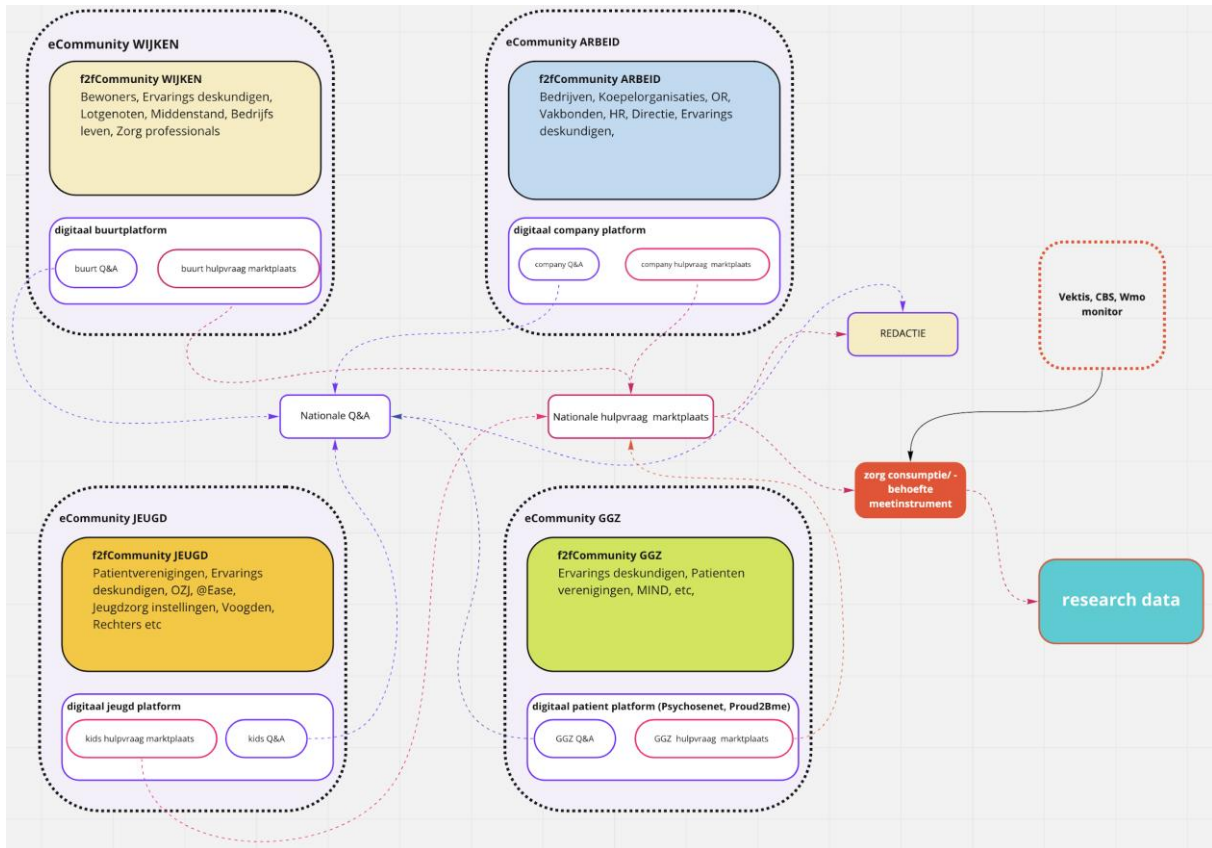 eCommunity WIJKEN
f2fCommunity WIJKEN
Bewoners, Ervarings deskundigen,
Lotgenoten, Middenstand, Bedrijfs
leven, Zorg professionals
digitaal buurtplatform
buurt Q&A
buurt hulpvraag marktplaats
eCommunity ARBEID
f2fCommunity ARBEID
Bedrijven, Koepelorganisaties, OR,
Vakbonden, HR, Directie, Ervarings
deskundigen,
digitaal company platform
company Q&A
company hulpvraag marktplaats
Vektis, CBS, Wmo
monitor
REDACTIE
Nationale Q&A
Nationale hulpvraag marktplaats
zorg consumptie/ -
behoefte
meetinstrument
research data
eCommunity JEUGD
f2fCommunity JEUGD
Patientverenigingen, Ervarings
deskundigen, OZJ, @Ease,
Jeugdzorg instellingen, Voogden,
Rechters etc
digitaal jeugd platform
kids hulpvraag marktplaats
kids Q&A
eCommunity GGZ
f2fCommunity GGZ
Ervarings deskundigen, Patienten
verenigingen, MIND, etc,
digitaal patient platform (Psychosenet, Proud2Bme)
GGZ Q&A
GGZ hulpvraag marktplaats